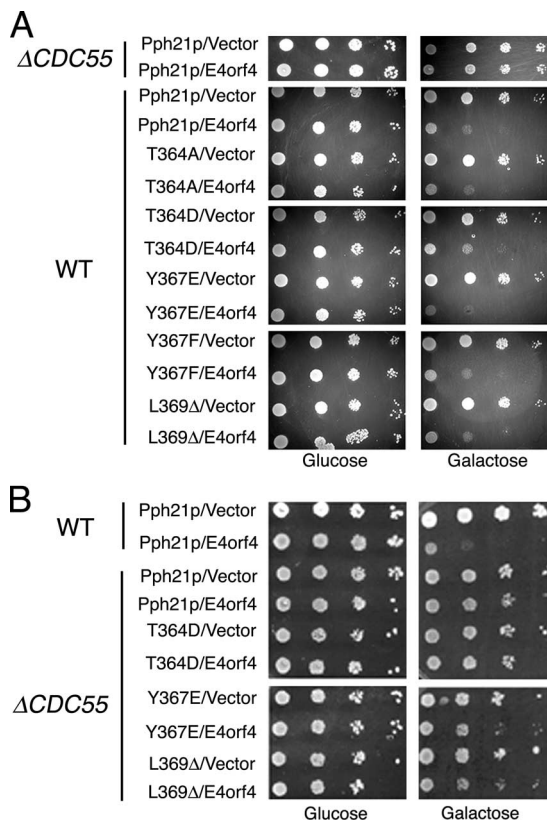 A
ΔCDC55
Pph21p/Vector
Pph21p/E4orf4
WT
Pph21p/Vector
Pph21p/E4orf4
T364A/Vector
T364A/E4orf4
T364D/Vector
T364D/E4orf4
Y367E/Vector
Y367E/E4orf4
Y367F/Vector
Y367F/E4orf4
L369Δ/Vector
L369Δ/E4orf4
Glucose Galactose
B
WT
Pph21p/Vector
Pph21p/E4orf4
ΔCDC55
Pph21p/Vector
Pph21p/E4orf4
T364D/Vector
T364D/E4orf4
Y367E/Vector
Y367E/E4orf4
L369Δ/Vector
L369Δ/E4orf4
Glucose Galactose